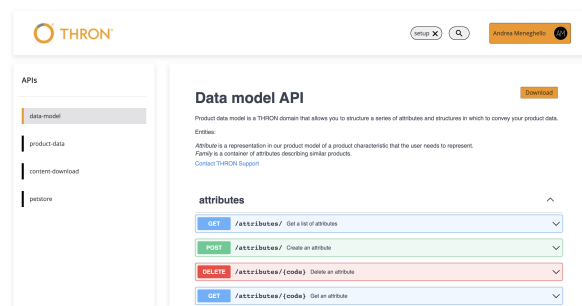 THRON
setup
Andrea Meneghello
AM
APIs
data-model
product-data
content-download
petstore
Data model API
Download
Product data model is a THRON domain that allows you to structure a series of attributes and structures in which to convey your product data.
Entities:
Attribute is a representation in our product model of a product characteristic that the user needs to represent.
Family is a container of attributes describing similar products.
Contact THRON Support
attributes
GET /attributes/ Get a list of attributes
POST /attributes/ Create an attribute
DELETE /attributes/{code} Delete an attribute
GET /attributes/{code} Get an attribute